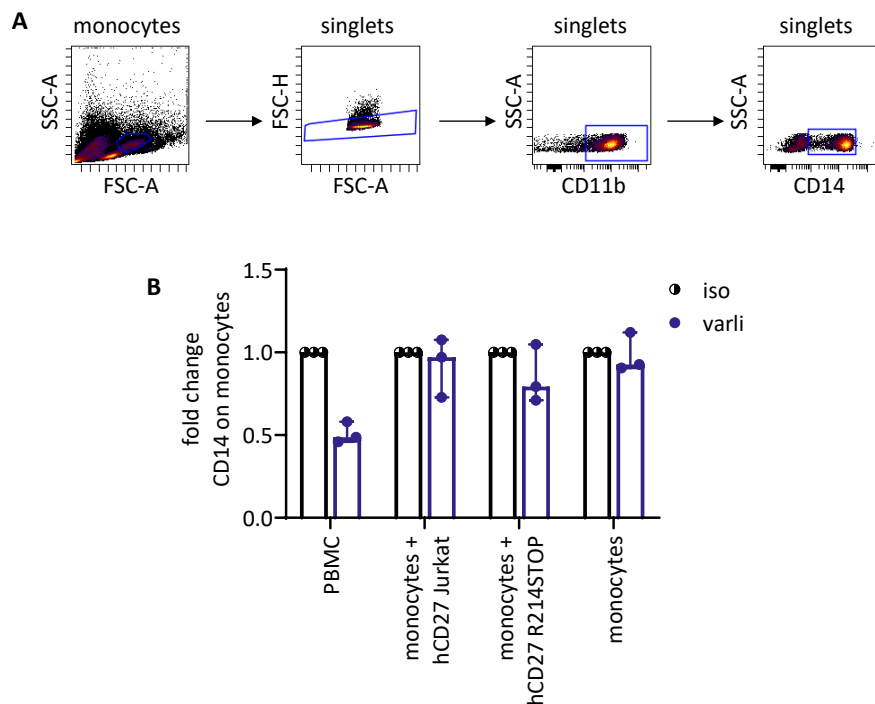 A
monocytes
singlets
singlets
singlets
SSC-A
FSC-A
FSC-H
FSC-A
SSC-A
CD11b
SSC-A
CD14
B
fold change
CD14 on monocytes
1.5
1.0
0.5
0.0
PBMC
monocytes +
hCD27 Jurkat
monocytes +
hCD27 R214STOP
monocytes
iso
varli